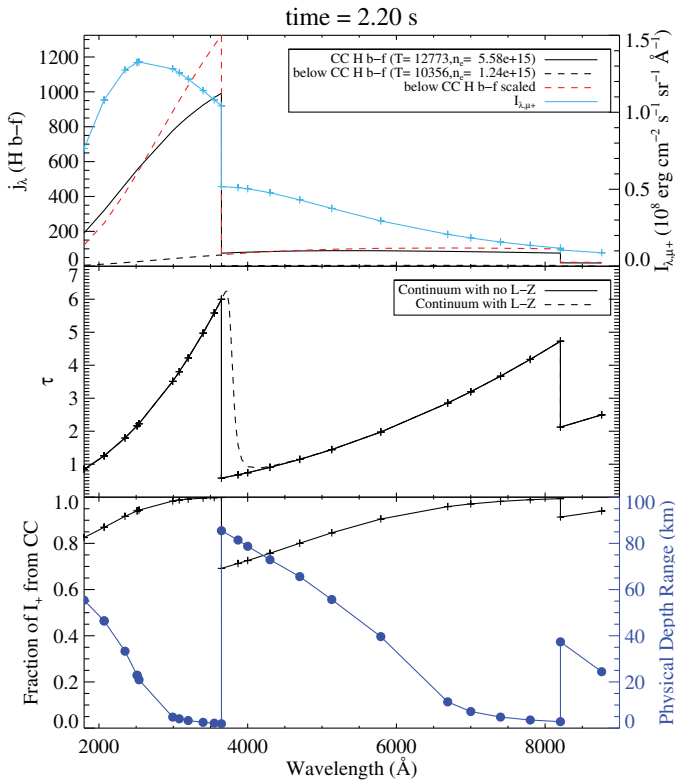 time = 2.20 s
CC H b−f (T= 12773,n_e= 5.58e+15)
below CC H b−f (T= 10356,n_e= 1.24e+15)
below CC H b−f scaled
I_λ,μ+
j_λ (H b−f)
0
200
400
600
800
1000
1200
I_λ,μ+ (10^8 erg cm^−2 s^−1 sr^−1 Å^−1)
0.0
0.5
1.0
1.5
Continuum with no L−Z
Continuum with L−Z
τ
1
2
3
4
5
6
7
Fraction of I_+ from CC
0.0
0.2
0.4
0.6
0.8
1.0
Physical Depth Range (km)
0
20
40
60
80
100
2000
4000
6000
8000
Wavelength (Å)